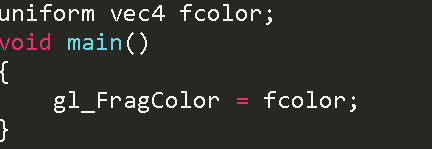 uniform vec4 fcolor;
void main()
{
    gl_FragColor = fcolor;
}